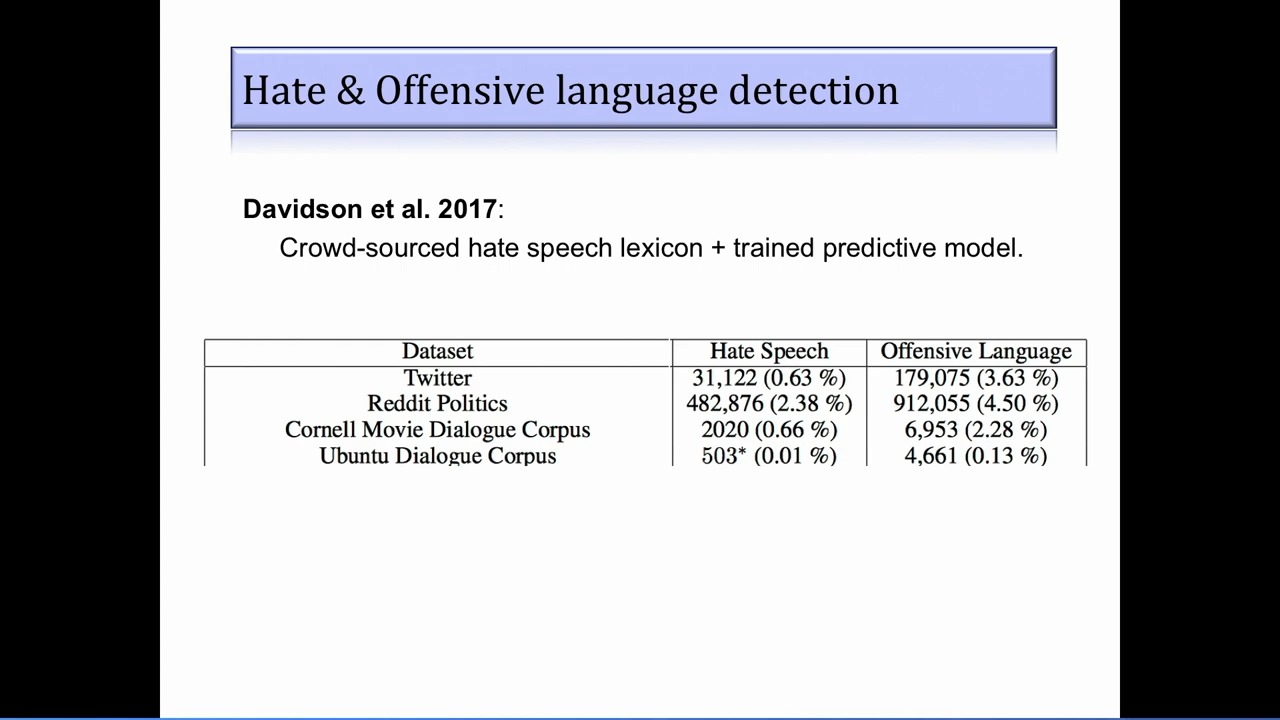 Hate & Offensive language detection
Davidson et al. 2017:
Crowd-sourced hate speech lexicon + trained predictive model.
Dataset Hate Speech Offensive Language
Twitter 31,122 (0.63 %) 179,075 (3.63 %)
Reddit Politics 482,876 (2.38 %) 912,055 (4.50 %)
Cornell Movie Dialogue Corpus 2020 (0.66 %) 6,953 (2.28 %)
Ubuntu Dialogue Corpus 503* (0.01 %) 4,661 (0.13 %)